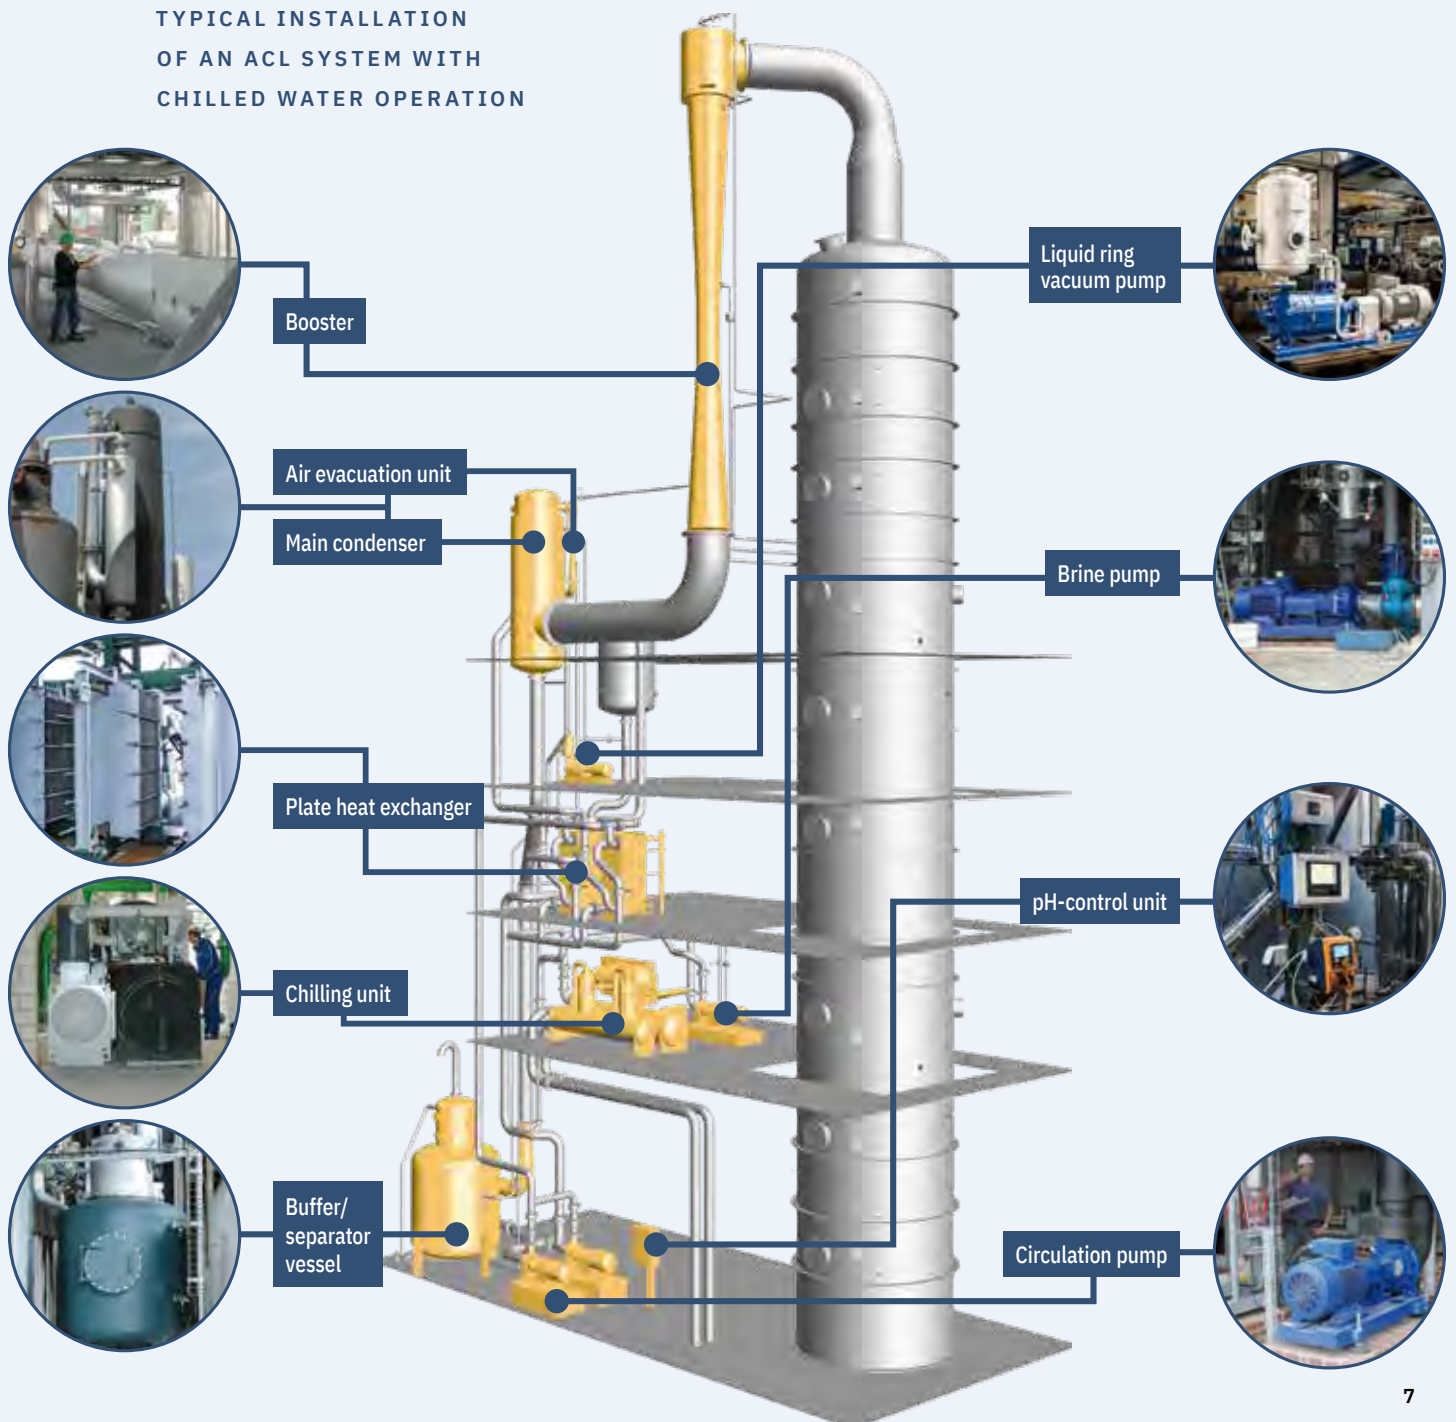 TYPICAL INSTALLATION
OF AN ACL SYSTEM WITH
CHILLED WATER OPERATION
Booster
Air evacuation unit
Main condenser
Plate heat exchanger
Chilling unit
Buffer/
separator
vessel
Liquid ring
vacuum pump
Brine pump
pH-control unit
Circulation pump
7